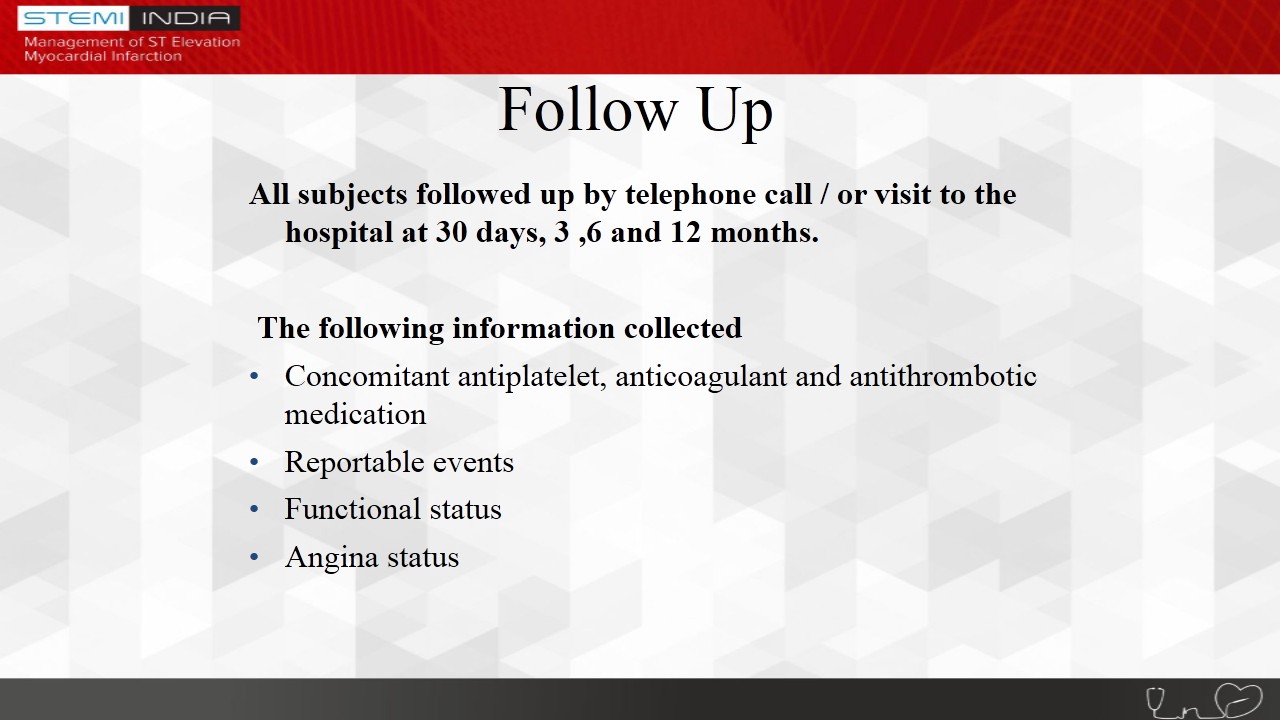 STEMI INDIA
Management of ST Elevation
Myocardial Infarction
Follow Up
All subjects followed up by telephone call / or visit to the
hospital at 30 days, 3 ,6 and 12 months.
The following information collected
• Concomitant antiplatelet, anticoagulant and antithrombotic
medication
• Reportable events
• Functional status
• Angina status